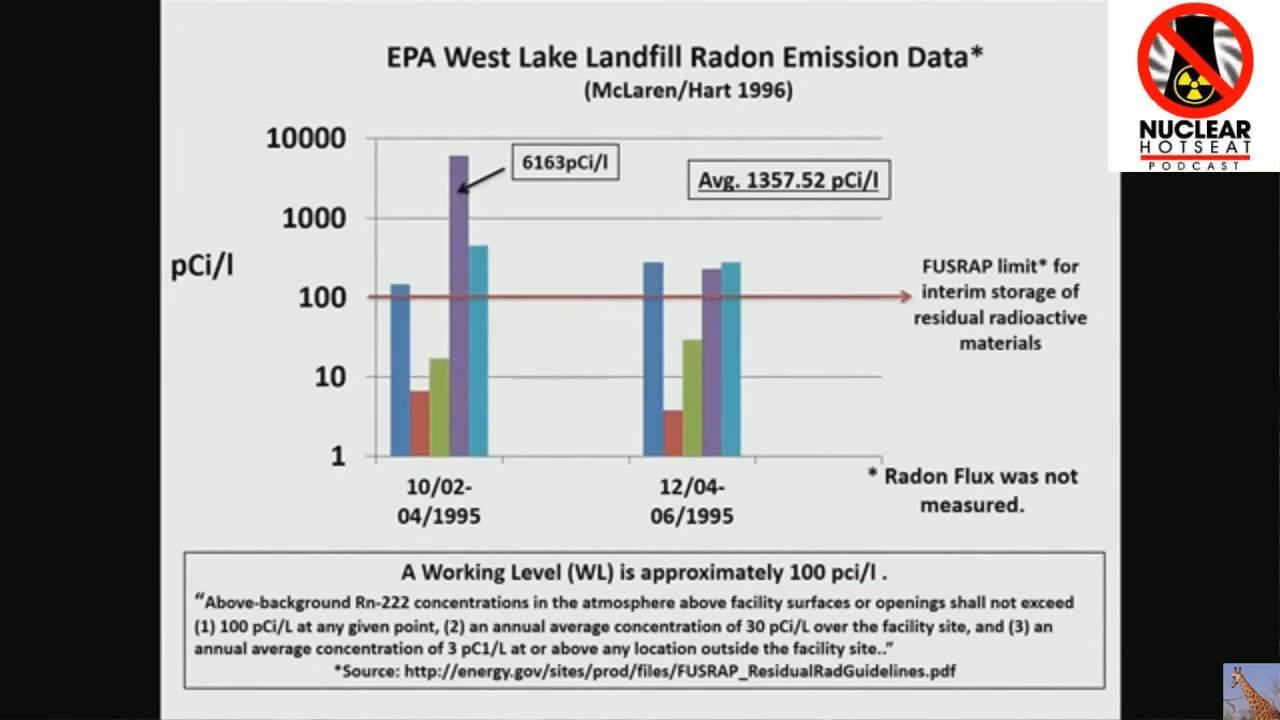 EPA West Lake Landfill Radon Emission Data*
(McLaren/Hart 1996)
NUCLEAR
HOTSEAT
PODCAST
10000
1000
100
10
1
pCi/l
6163pCi/l
Avg. 1357.52 pCi/l
FUSRAP limit* for
interim storage of
residual radioactive
materials
10/02-
04/1995
12/04-
06/1995
* Radon Flux was not
measured.
A Working Level (WL) is approximately 100 pci/l .
“Above-background Rn-222 concentrations in the atmosphere above facility surfaces or openings shall not exceed
(1) 100 pCi/L at any given point, (2) an annual average concentration of 30 pCi/L over the facility site, and (3) an
annual average concentration of 3 pC1/L at or above any location outside the facility site..”
*Source: http://energy.gov/sites/prod/files/FUSRAP_ResidualRadGuidelines.pdf